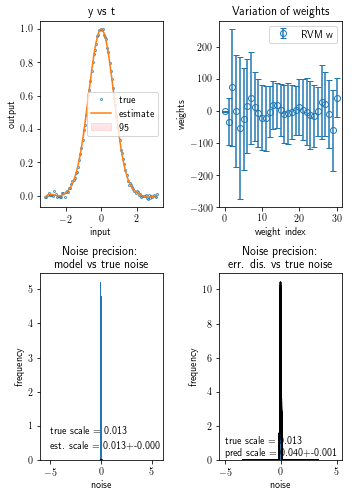 y vs t
1.0
0.8
0.6
0.4
0.2
0.0
output
true
estimate
95
−2
0
2
input
Variation of weights
200
100
0
−100
−200
−300
weights
RVM w
0
10
20
30
weight index
Noise precision:
model vs true noise
5
4
3
2
1
0
frequency
true scale = 0.013
est. scale = 0.013+-0.000
−5
0
5
noise
Noise precision:
err. dis. vs true noise
10
8
6
4
2
0
frequency
true scale = 0.013
pred scale = 0.040+-0.001
−5
0
5
noise